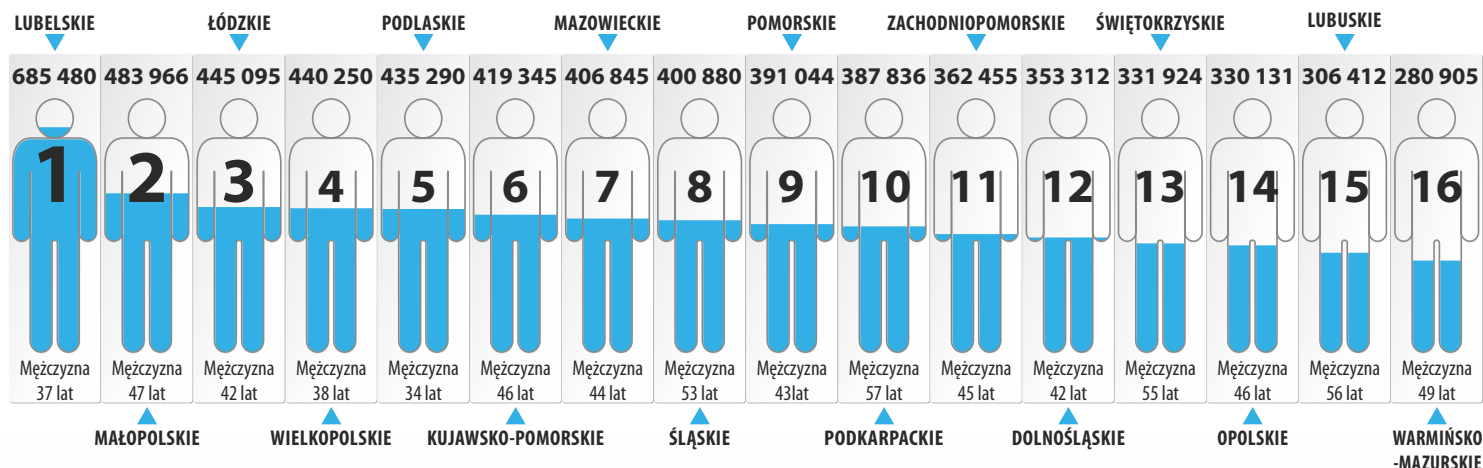 LUBELSKIE ŁÓDZKIE PODLASKIE MAZOWIECKIE POMORSKIE ZACHODNIOPOMORSKIE ŚWIĘTOKRZYSKIE LUBUSKIE
685 480 483 966 445 095 440 250 435 290 419 345 406 845 400 880 391 044 387 836 362 455 353 312 331 924 330 131 306 412 280 905
1 2 3 4 5 6 7 8 9 10 11 12 13 14 15 16
Mężczyzna Mężczyzna Mężczyzna Mężczyzna Mężczyzna Mężczyzna Mężczyzna Mężczyzna Mężczyzna Mężczyzna Mężczyzna Mężczyzna Mężczyzna Mężczyzna Mężczyzna Mężczyzna
37 lat 47 lat 42 lat 38 lat 34 lat 46 lat 44 lat 53 lat 43lat 57 lat 45 lat 42 lat 55 lat 46 lat 56 lat 49 lat
MAŁOPOLSKIE WIELKOPOLSKIE KUJAWSKO-POMORSKIE ŚLĄSKIE PODKARPACKIE DOLNOŚLĄSKIE OPOLSKIE WARMIŃSKO
-MAZURSKIE